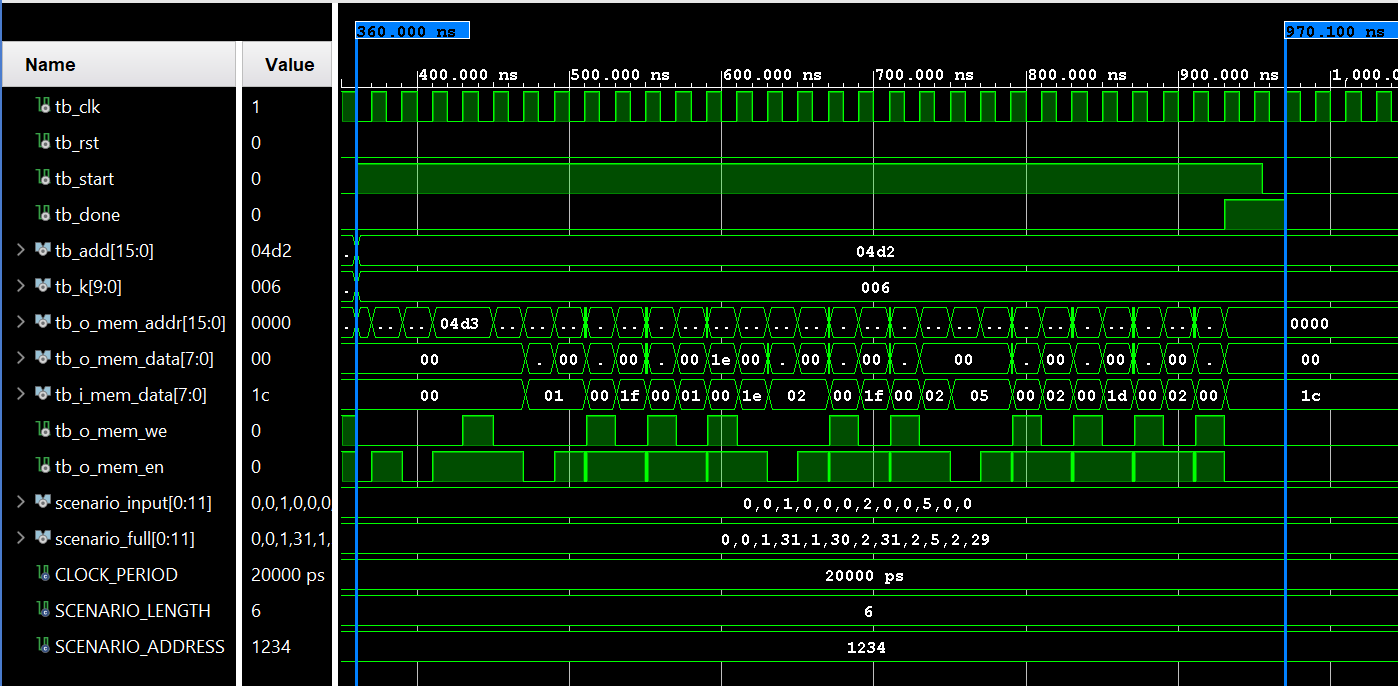 360.000 ns 970.100 ns
Name Value 400.000 ns 500.000 ns 600.000 ns 700.000 ns 800.000 ns 900.000 ns 1,000.0
tb_clk 1
tb_rst 0
tb_start 0
tb_done 0
tb_add[15:0] 04d2 . 04d2
tb_k[9:0] 006 . 006
tb_o_mem_addr[15:0] 0000 04d3 0000
tb_o_mem_data[7:0] 00 00 . 00 . 00 . 00 1e 00 . 00 . 00 . 00 . 00 . 00 . 00 . 00
tb_i_mem_data[7:0] 1c 00 01 00 1f 00 01 00 1e 02 00 1f 00 02 05 00 02 00 1d 00 02 00 1c
tb_o_mem_we 0
tb_o_mem_en 0
scenario_input[0:11] 0,0,1,0,0,0, 0,0,1,0,0,0,2,0,0,5,0,0
scenario_full[0:11] 0,0,1,31,1, 0,0,1,31,1,30,2,31,2,5,2,29
CLOCK_PERIOD 20000 ps 20000 ps
SCENARIO_LENGTH 6 6
SCENARIO_ADDRESS 1234 1234